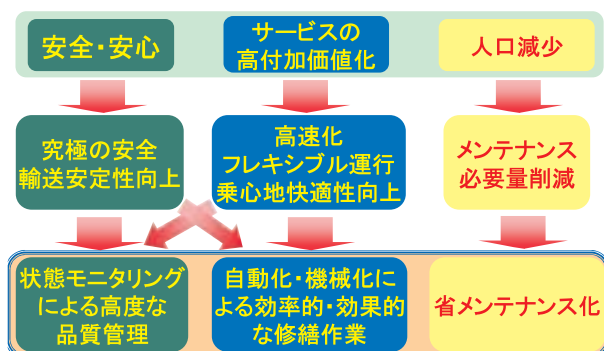 安全・安心
サービスの
高付加価値化
人口減少
究極の安全
輸送安定性向上
高速化
フレキシブル運行
乗心地快適性向上
メンテナンス
必要量削減
状態モニタリング
による高度な
品質管理
自動化・機械化に
よる効率的・効果的
な修繕作業
省メンテナンス化